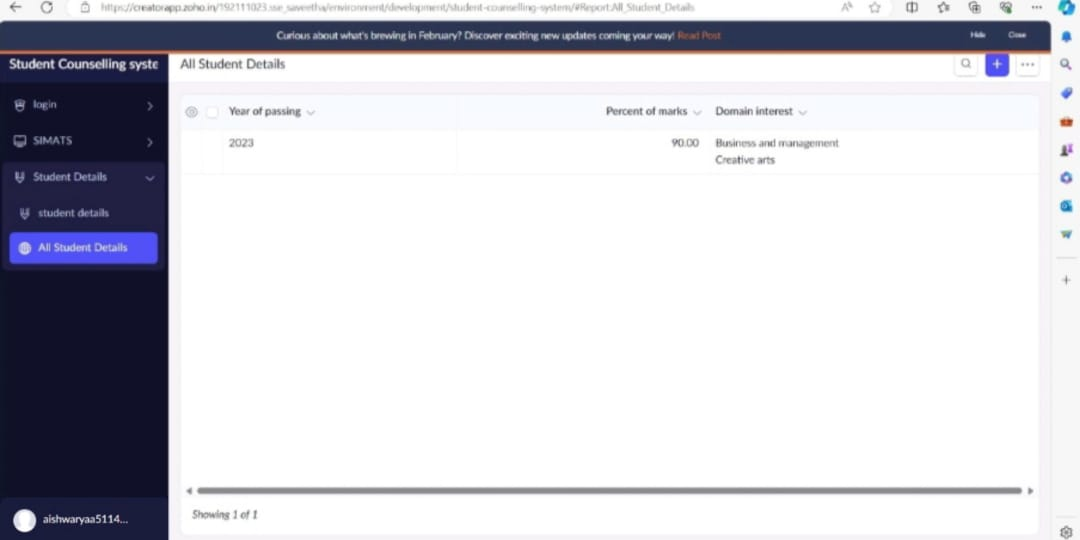 https://creatorapp.zoho.in/192111023.sse_saveetha/environment/development/student-counselling-system/#Report:All_Student_Details
Curious about what's brewing in February? Discover exciting new updates coming your way! Read Post
Hide
Close
Student Counselling syste
All Student Details
login
SIMATS
Student Details
student details
All Student Details
Year of passing
Percent of marks
Domain interest
2023
90.00
Business and management
Creative arts
Showing 1 of 1
aishwaryaa5114...